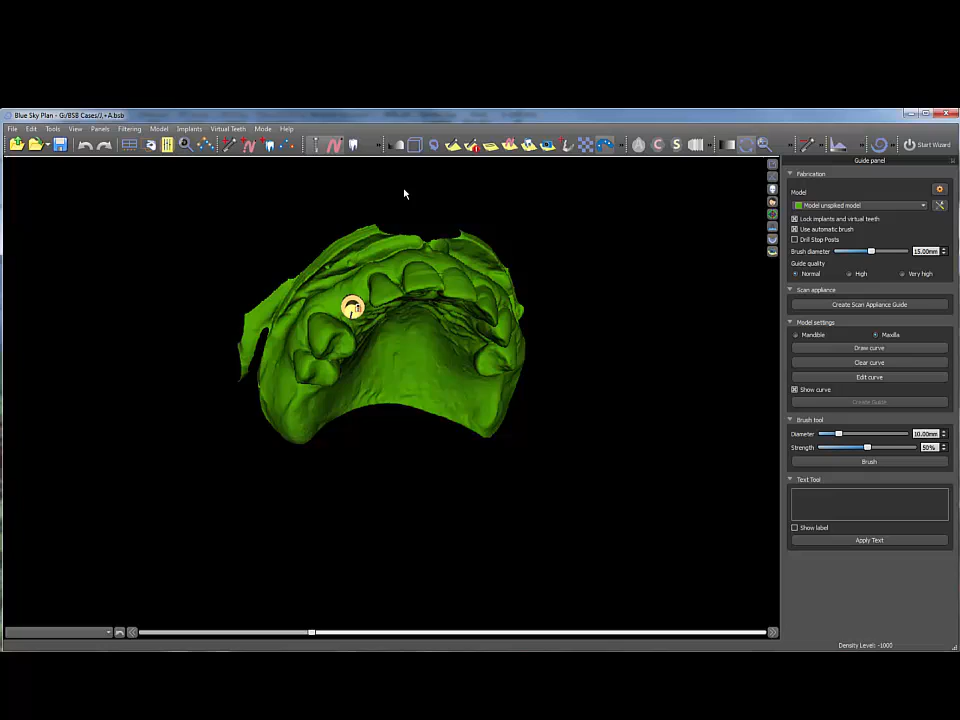 Blue Sky Plan - G:/BSB Cases/J,+A.bsb
File Edit Tools View Panels Filtering Model Implants Virtual Teeth Mode Help
Start Wizard
Guide panel
Fabrication
Model
Model unspiked model
Lock implants and virtual teeth
Use automatic brush
Drill Stop Posts
Brush diameter 15.00mm
Guide quality
Normal High Very high
Scan appliance
Create Scan Appliance Guide
Model settings
Mandible Maxilla
Draw curve
Clear curve
Edit curve
Show curve
Create Guide
Brush tool
Diameter 10.00mm
Strength 50%
Brush
Text Tool
Show label
Apply Text
Density Level: -1000